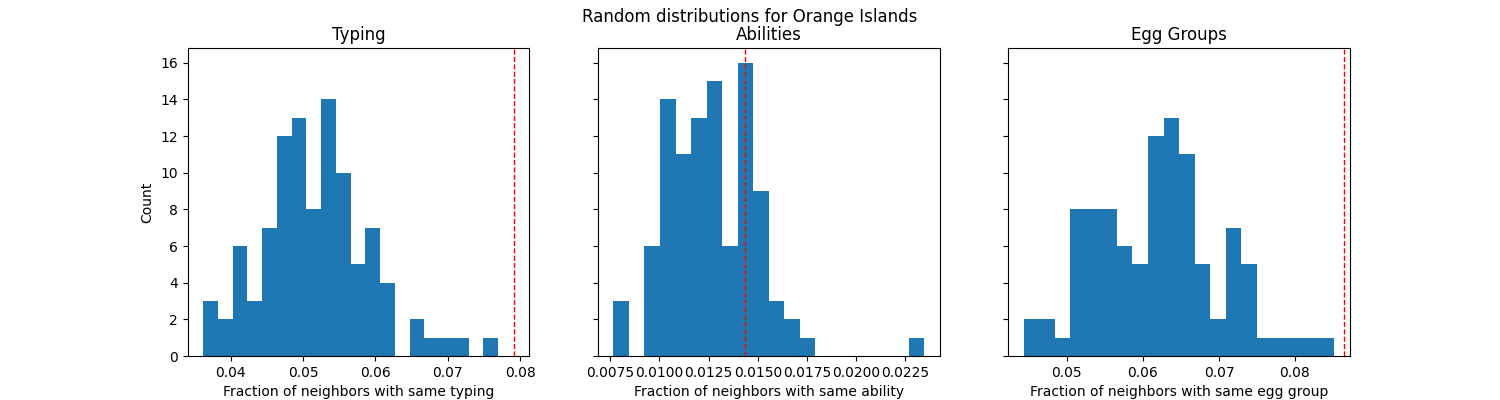 Random distributions for Orange Islands
Typing
Abilities
Egg Groups
Count
16
14
12
10
8
6
4
2
0
0.04 0.05 0.06 0.07 0.08
0.0075 0.0100 0.0125 0.0150 0.0175 0.0200 0.0225
0.05 0.06 0.07 0.08
Fraction of neighbors with same typing
Fraction of neighbors with same ability
Fraction of neighbors with same egg group